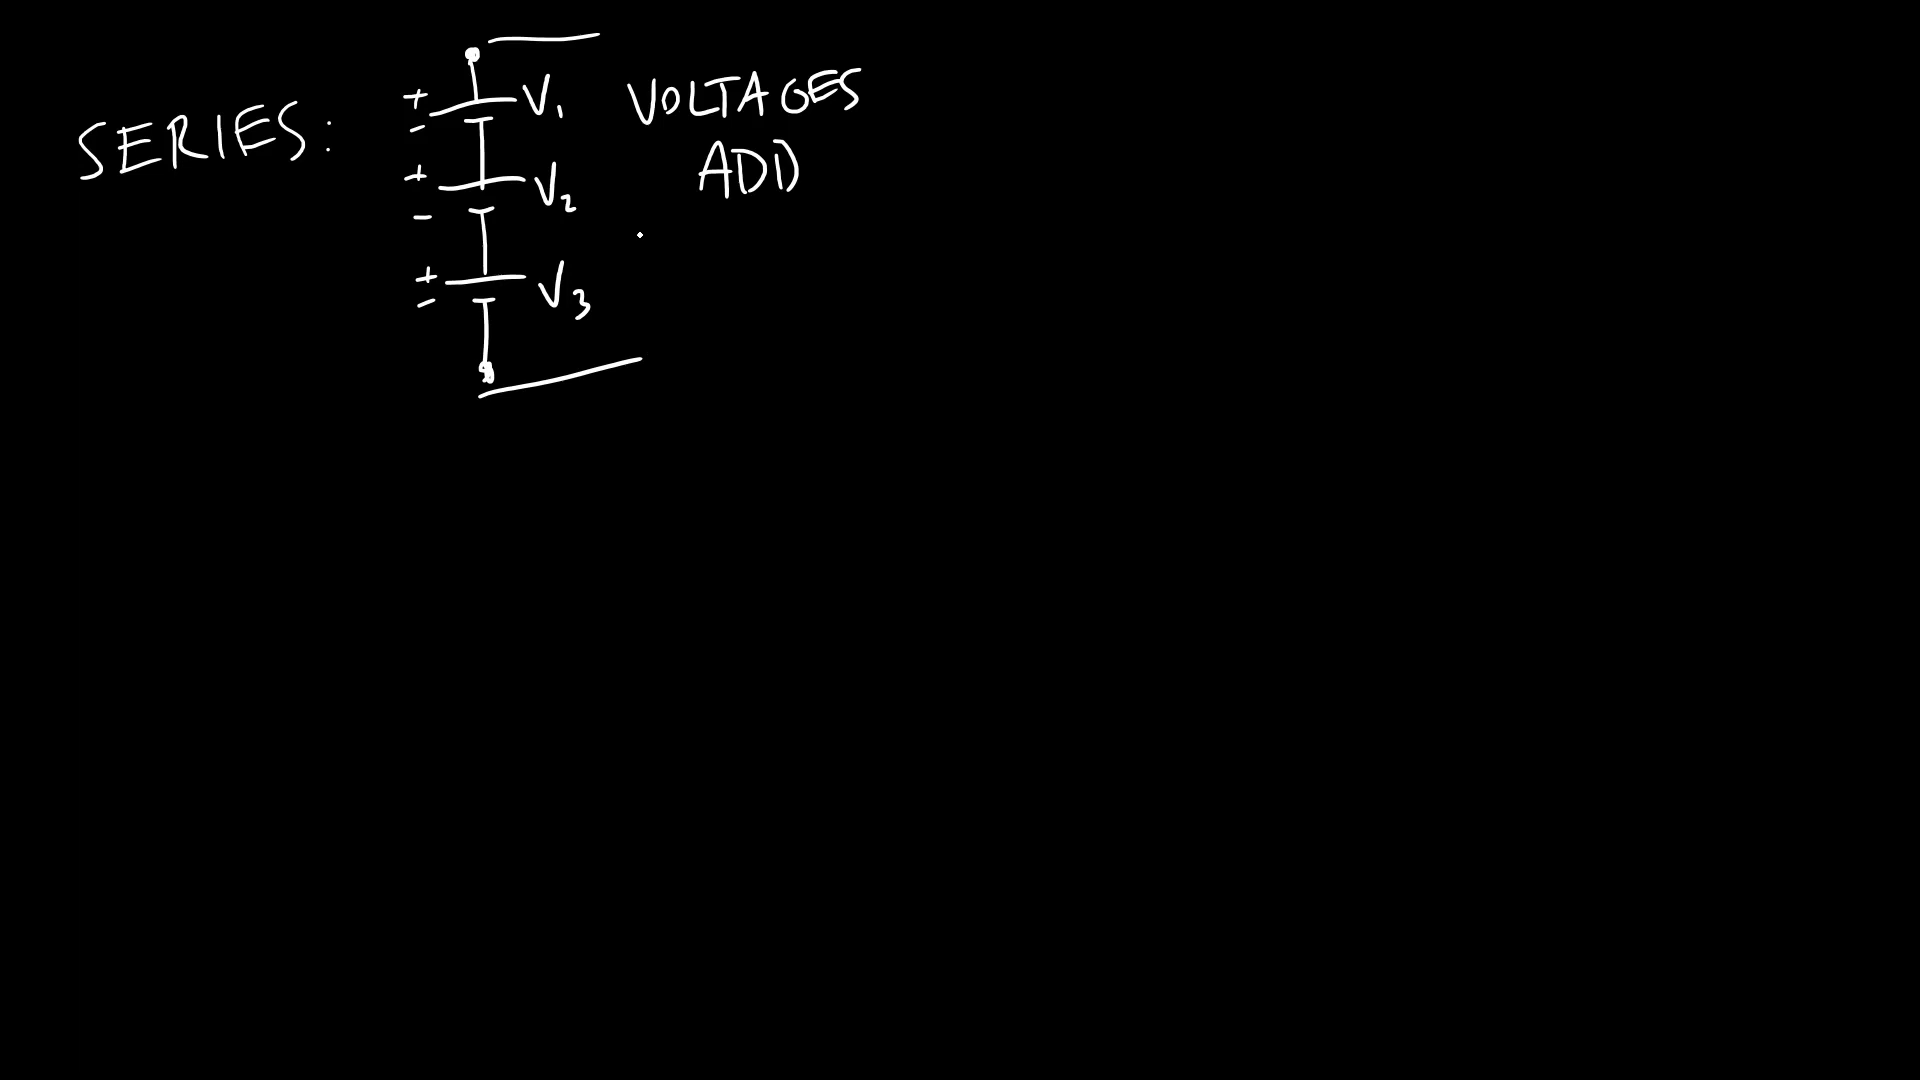 SERIES:
+ V1
-
VOLTAGES
ADD
+ V2
-
+ V3
-